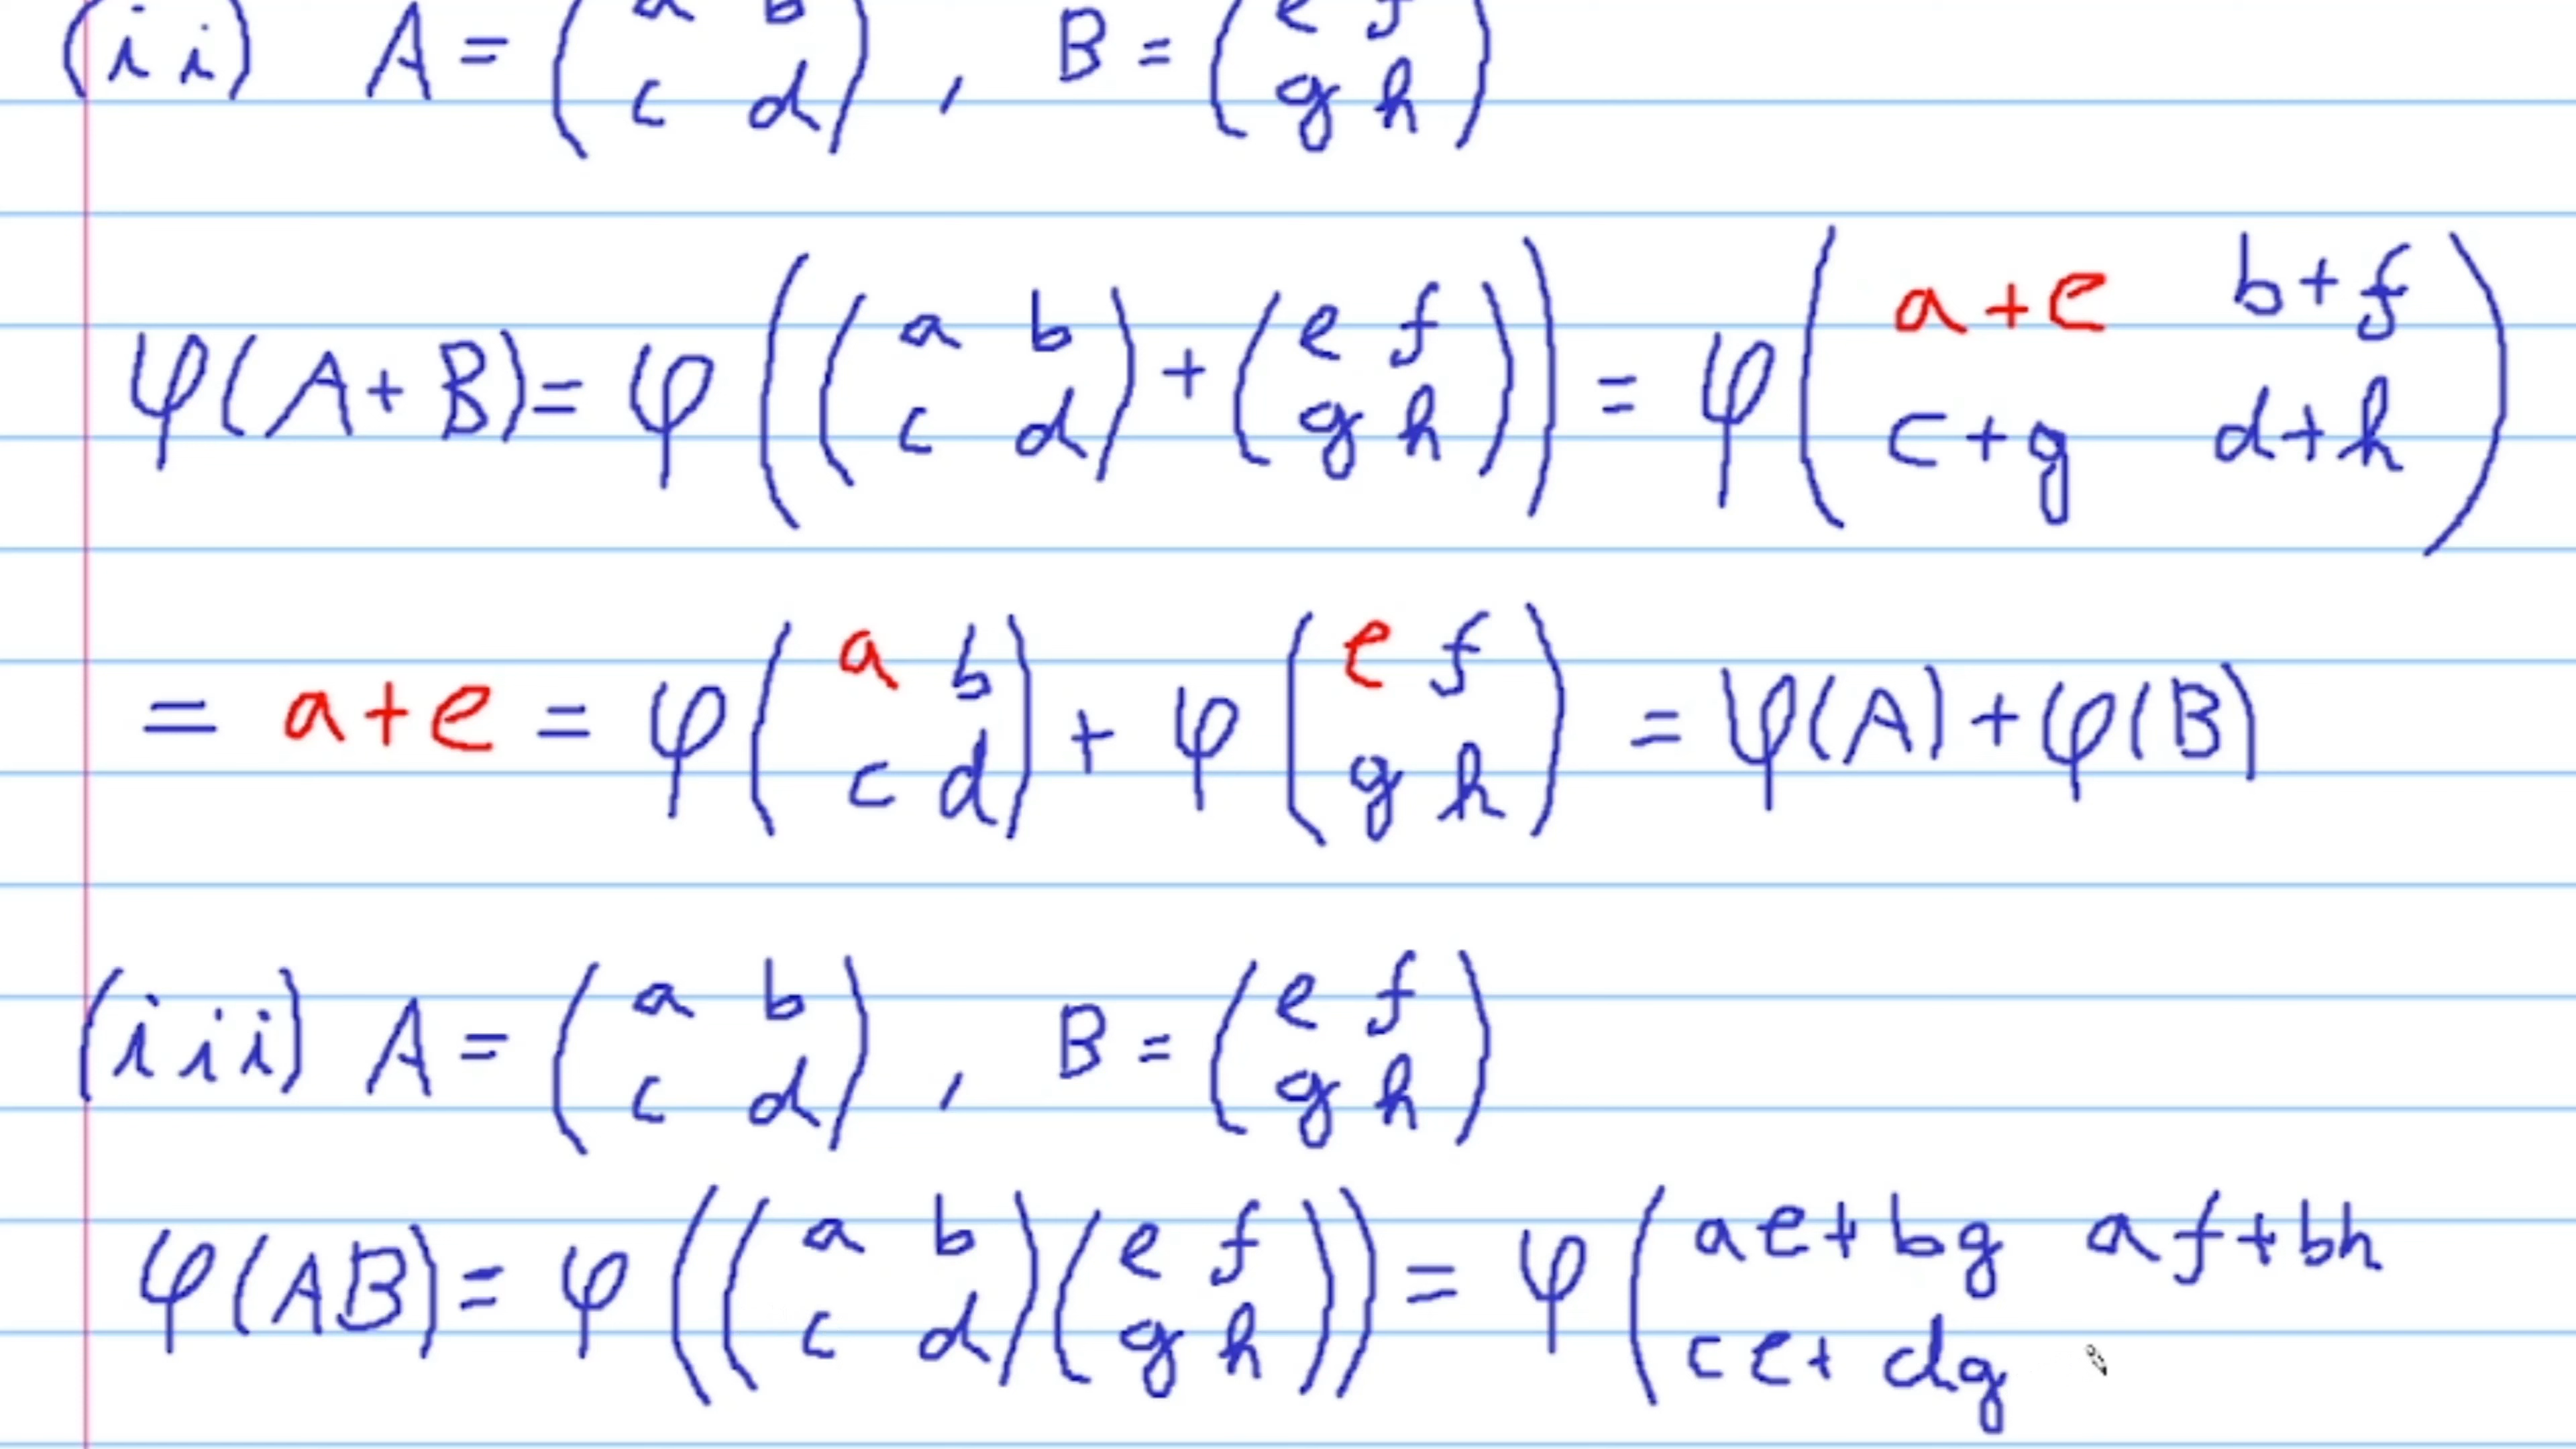 (ii) A = (a b c d), B = (e f g h)
φ(A+B) = φ((a b c d) + (e f g h)) = φ(a+e b+f c+g d+h)
= a+e = φ(a b c d) + φ(e f g h) = φ(A) + φ(B)
(iii) A = (a b c d), B = (e f g h)
φ(AB) = φ((a b c d)(e f g h)) = φ(ae+bg af+bh ce+dg